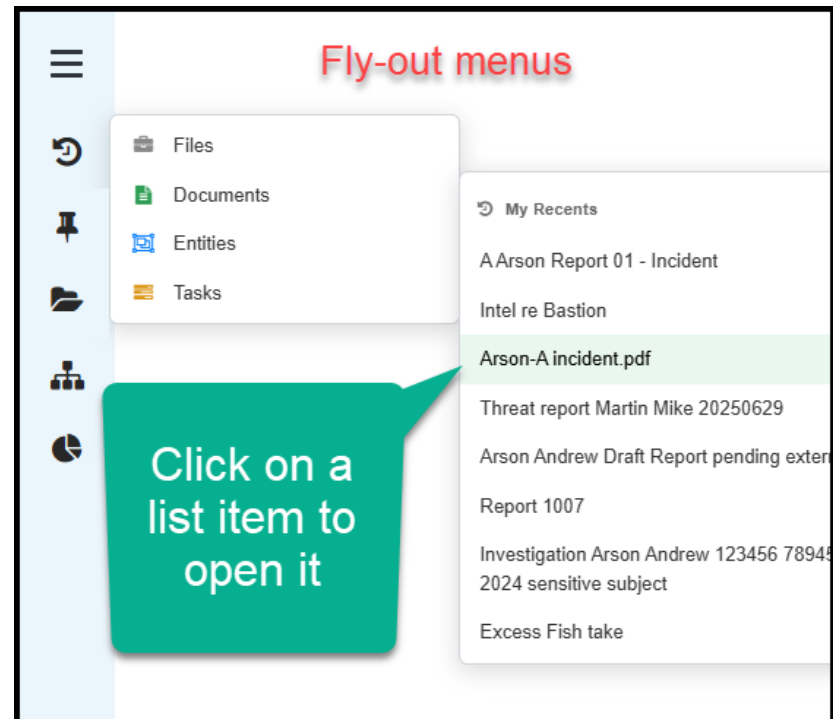 Fly-out menus
Files
Documents
Entities
Tasks
My Recents
A Arson Report 01 - Incident
Intel re Bastion
Arson-A incident.pdf
Threat report Martin Mike 20250629
Arson Andrew Draft Report pending extern
Report 1007
Investigation Arson Andrew 123456 78945
2024 sensitive subject
Excess Fish take
Click on a
list item to
open it